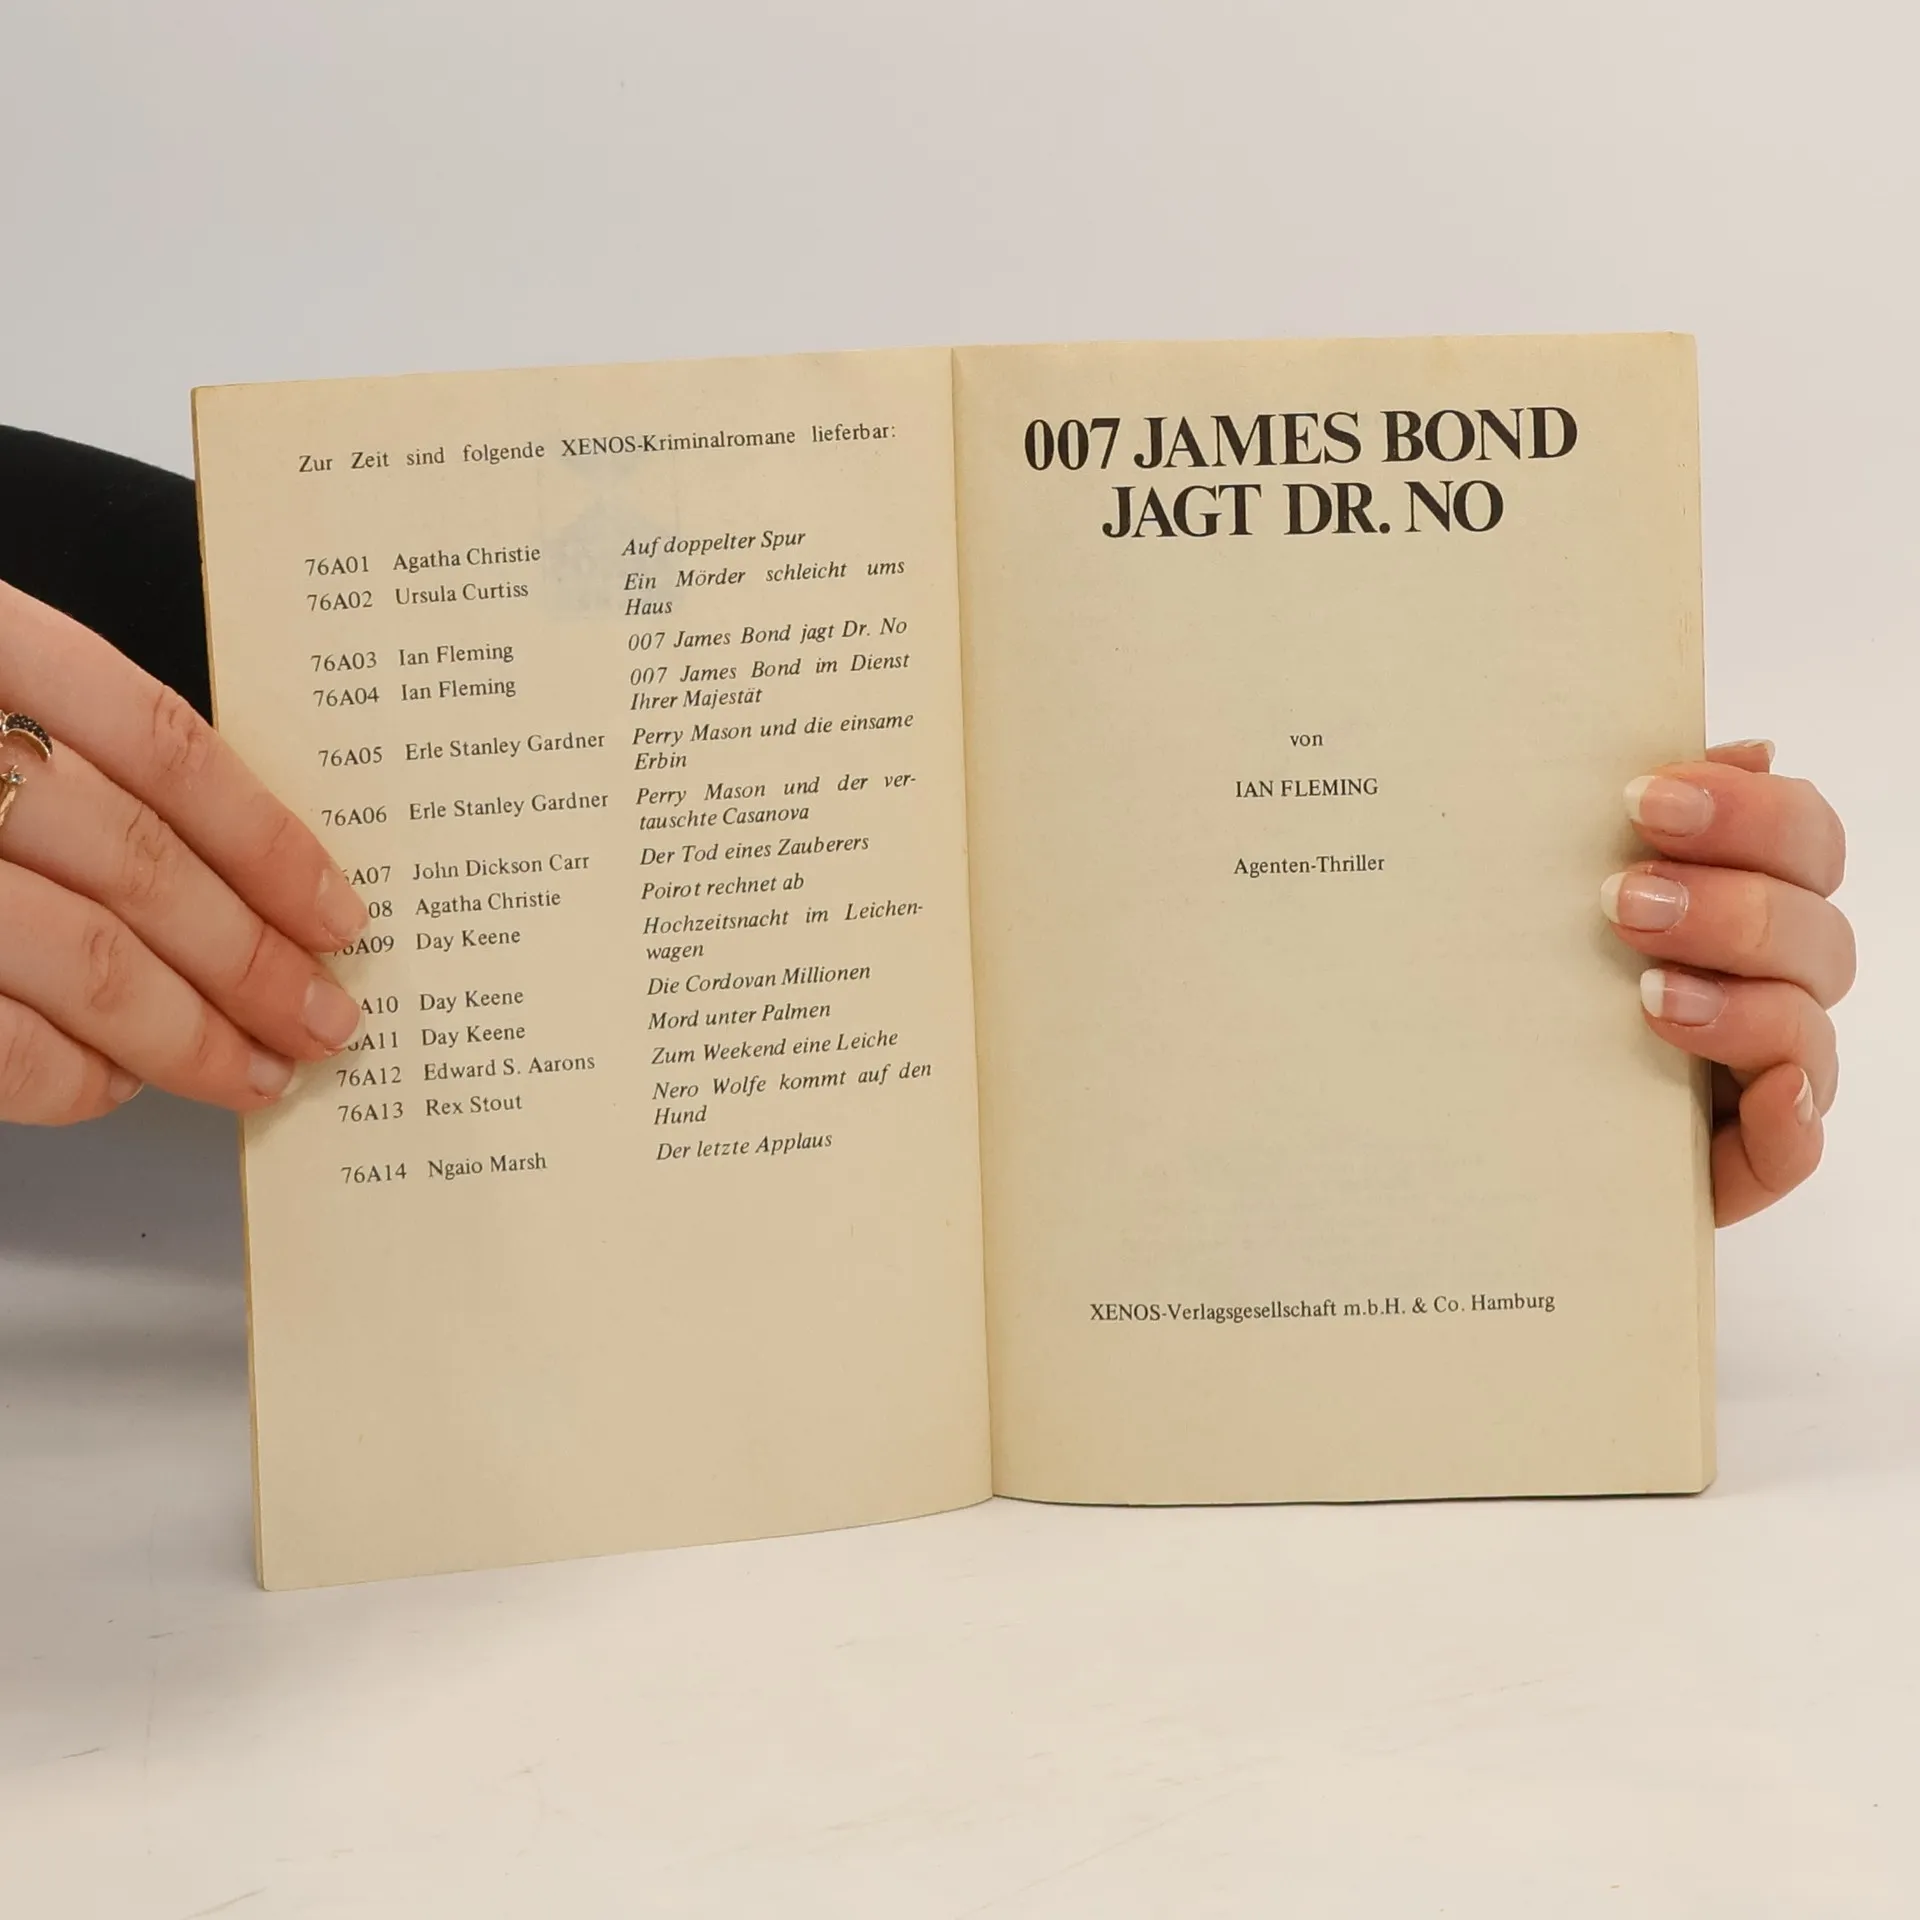 Zur Zeit sind folgende XENOS-Kriminalromane lieferbar:
76A01 Agatha Christie Auf doppelter Spur
76A02 Ursula Curtiss Ein Mörder schleicht ums
Haus
76A03 Ian Fleming 007 James Bond jagt Dr. No
76A04 Ian Fleming 007 James Bond im Dienst
Ihrer Majestät
76A05 Erle Stanley Gardner Perry Mason und die einsame
Erbin
76A06 Erle Stanley Gardner Perry Mason und der ver-
tauschte Casanova
A07 John Dickson Carr Der Tod eines Zauberers
08 Agatha Christie Poirot rechnet ab
6A09 Day Keene Hochzeitsnacht im Leichen-
wagen
A10 Day Keene Die Cordovan Millionen
A11 Day Keene Mord unter Palmen
76A12 Edward S. Aarons Zum Weekend eine Leiche
76A13 Rex Stout Nero Wolfe kommt auf den
Hund
76A14 Ngaio Marsh Der letzte Applaus
007 JAMES BOND
JAGT DR. NO
von
IAN FLEMING
Agenten-Thriller
XENOS-Verlagsgesellschaft m.b.H. & Co. Hamburg